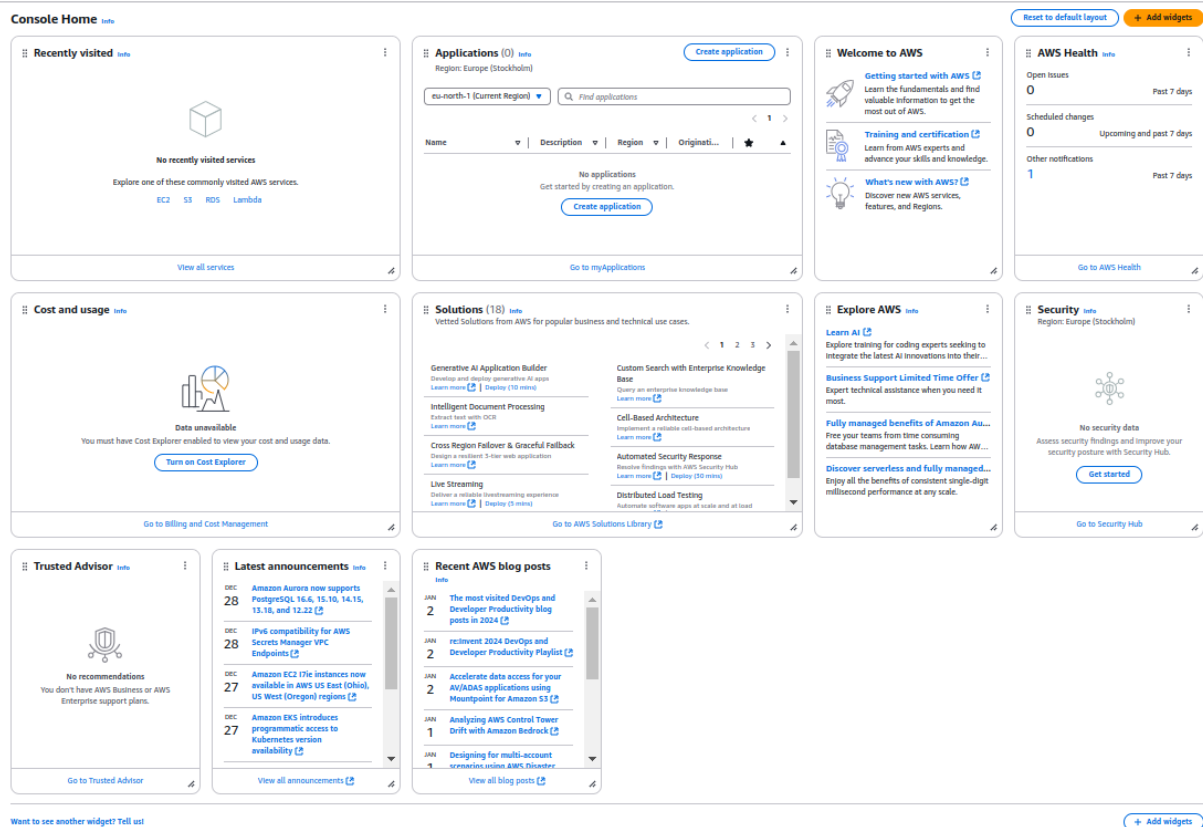 Console Home Info
Reset to default layout
+ Add widgets
Recently visited Info
No recently visited services
Explore one of these commonly visited AWS services.
EC2 S3 RDS Lambda
View all services
Applications (0) Info
Region: Europe (Stockholm)
Create application
eu-north-1 (Current Region)
Find applications
1
Name Description Region Originati...
No applications
Get started by creating an application.
Create application
Go to myApplications
Welcome to AWS
Getting started with AWS
Learn the fundamentals and find
valuable information to get the
most out of AWS.
Training and certification
Learn from AWS experts and
advance your skills and knowledge.
What's new with AWS?
Discover new AWS services,
features, and Regions.
AWS Health Info
Open issues
0 Past 7 days
Scheduled changes
0 Upcoming and past 7 days
Other notifications
1 Past 7 days
Go to AWS Health
Cost and usage Info
Data unavailable
You must have Cost Explorer enabled to view your cost and usage data.
Turn on Cost Explorer
Go to Billing and Cost Management
Solutions (18) Info
Vetted Solutions from AWS for popular business and technical use cases.
1 2 3
Generative AI Application Builder
Develop and deploy generative AI apps
Learn more | Deploy (10 mins)
Intelligent Document Processing
Extract text with OCR
Learn more
Cross Region Failover & Graceful Failback
Design a resilient 3-tier web application
Learn more
Live Streaming
Deliver a reliable livestreaming experience
Learn more | Deploy (5 mins)
Custom Search with Enterprise Knowledge
Base
Query an enterprise knowledge base
Learn more
Cell-Based Architecture
Implement a reliable cell-based architecture
Learn more
Automated Security Response
Resolve findings with AWS Security Hub
Learn more | Deploy (30 mins)
Distributed Load Testing
Automate software apps at scale and at load
Go to AWS Solutions Library
Explore AWS Info
Learn AI
Explore training for coding experts seeking to
integrate the latest AI innovations into their...
Business Support Limited Time Offer
Expert technical assistance when you need it
most.
Fully managed benefits of Amazon Au...
Free your teams from time consuming
database management tasks. Learn how AW...
Discover serverless and fully managed...
Enjoy all the benefits of consistent single-digit
millisecond performance at any scale.
Security Info
Region: Europe (Stockholm)
No security data
Assess security findings and improve your
security posture with Security Hub.
Get started
Go to Security Hub
Trusted Advisor Info
No recommendations
You don't have AWS Business or AWS
Enterprise support plans.
Go to Trusted Advisor
Latest announcements Info
DEC
28
Amazon Aurora now supports
PostgreSQL 16.6, 15.10, 14.15,
13.18, and 12.22
DEC
28
IPv6 compatibility for AWS
Secrets Manager VPC
Endpoints
DEC
27
Amazon EC2 I7ie instances now
available in AWS US East (Ohio),
US West (Oregon) regions
DEC
27
Amazon EKS introduces
programmatic access to
Kubernetes version
availability
View all announcements
Recent AWS blog posts
Info
JAN
2
The most visited DevOps and
Developer Productivity blog
posts in 2024
JAN
2
re:Invent 2024 DevOps and
Developer Productivity Playlist
JAN
2
Accelerate data access for your
AV/ADAS applications using
Mountpoint for Amazon S3
JAN
1
Analyzing AWS Control Tower
Drift with Amazon Bedrock
JAN
1
Designing for multi-account
scenarios using AWS Disaster
View all blog posts
Want to see another widget? Tell us!
+ Add widgets